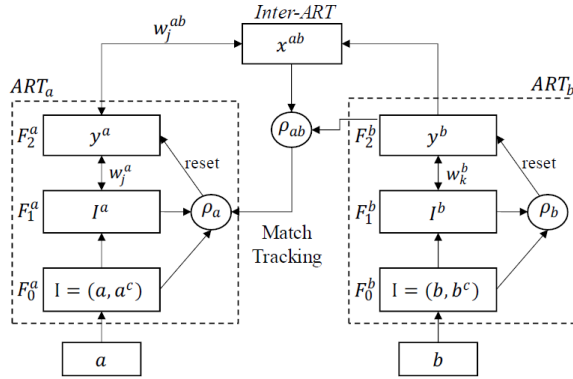 Inter-ART
w_j^{ab}
x^{ab}
ART_a
ART_b
F_2^a
y^a
ρ_{ab}
F_2^b
y^b
reset
w_j^a
reset
w_k^b
F_1^a
I^a
ρ_a
F_1^b
I^b
ρ_b
Match
Tracking
F_0^a
I = (a, a^c)
F_0^b
I = (b, b^c)
a
b